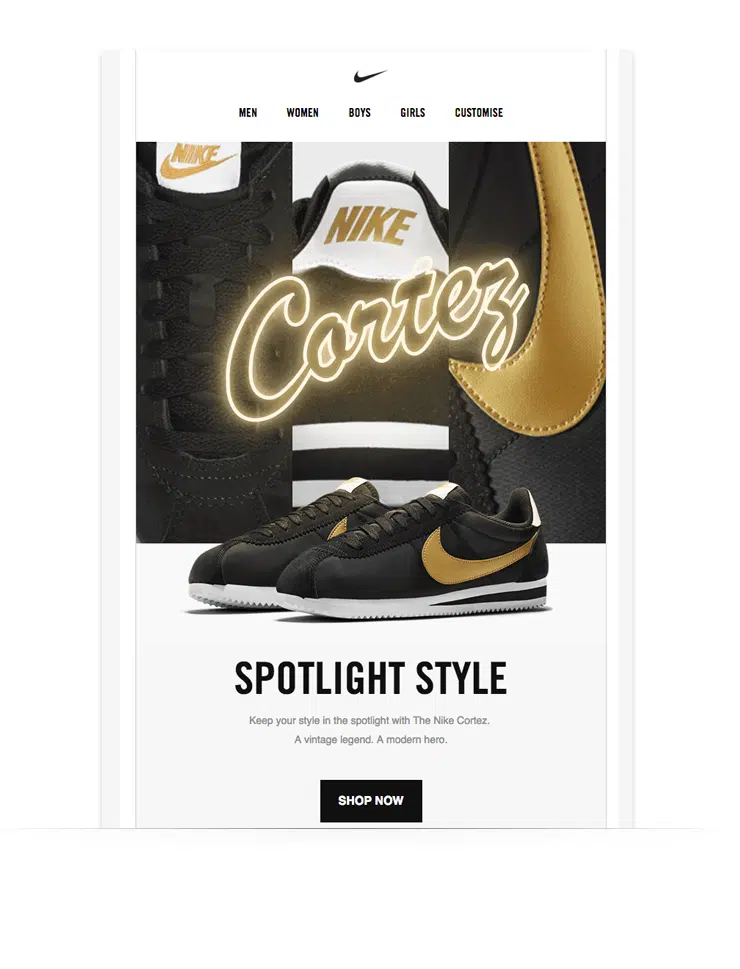 MEN WOMEN BOYS GIRLS CUSTOMISE
NIKE
NIKE
Cortez
SPOTLIGHT STYLE
Keep your style in the spotlight with The Nike Cortez.
A vintage legend. A modern hero.
SHOP NOW